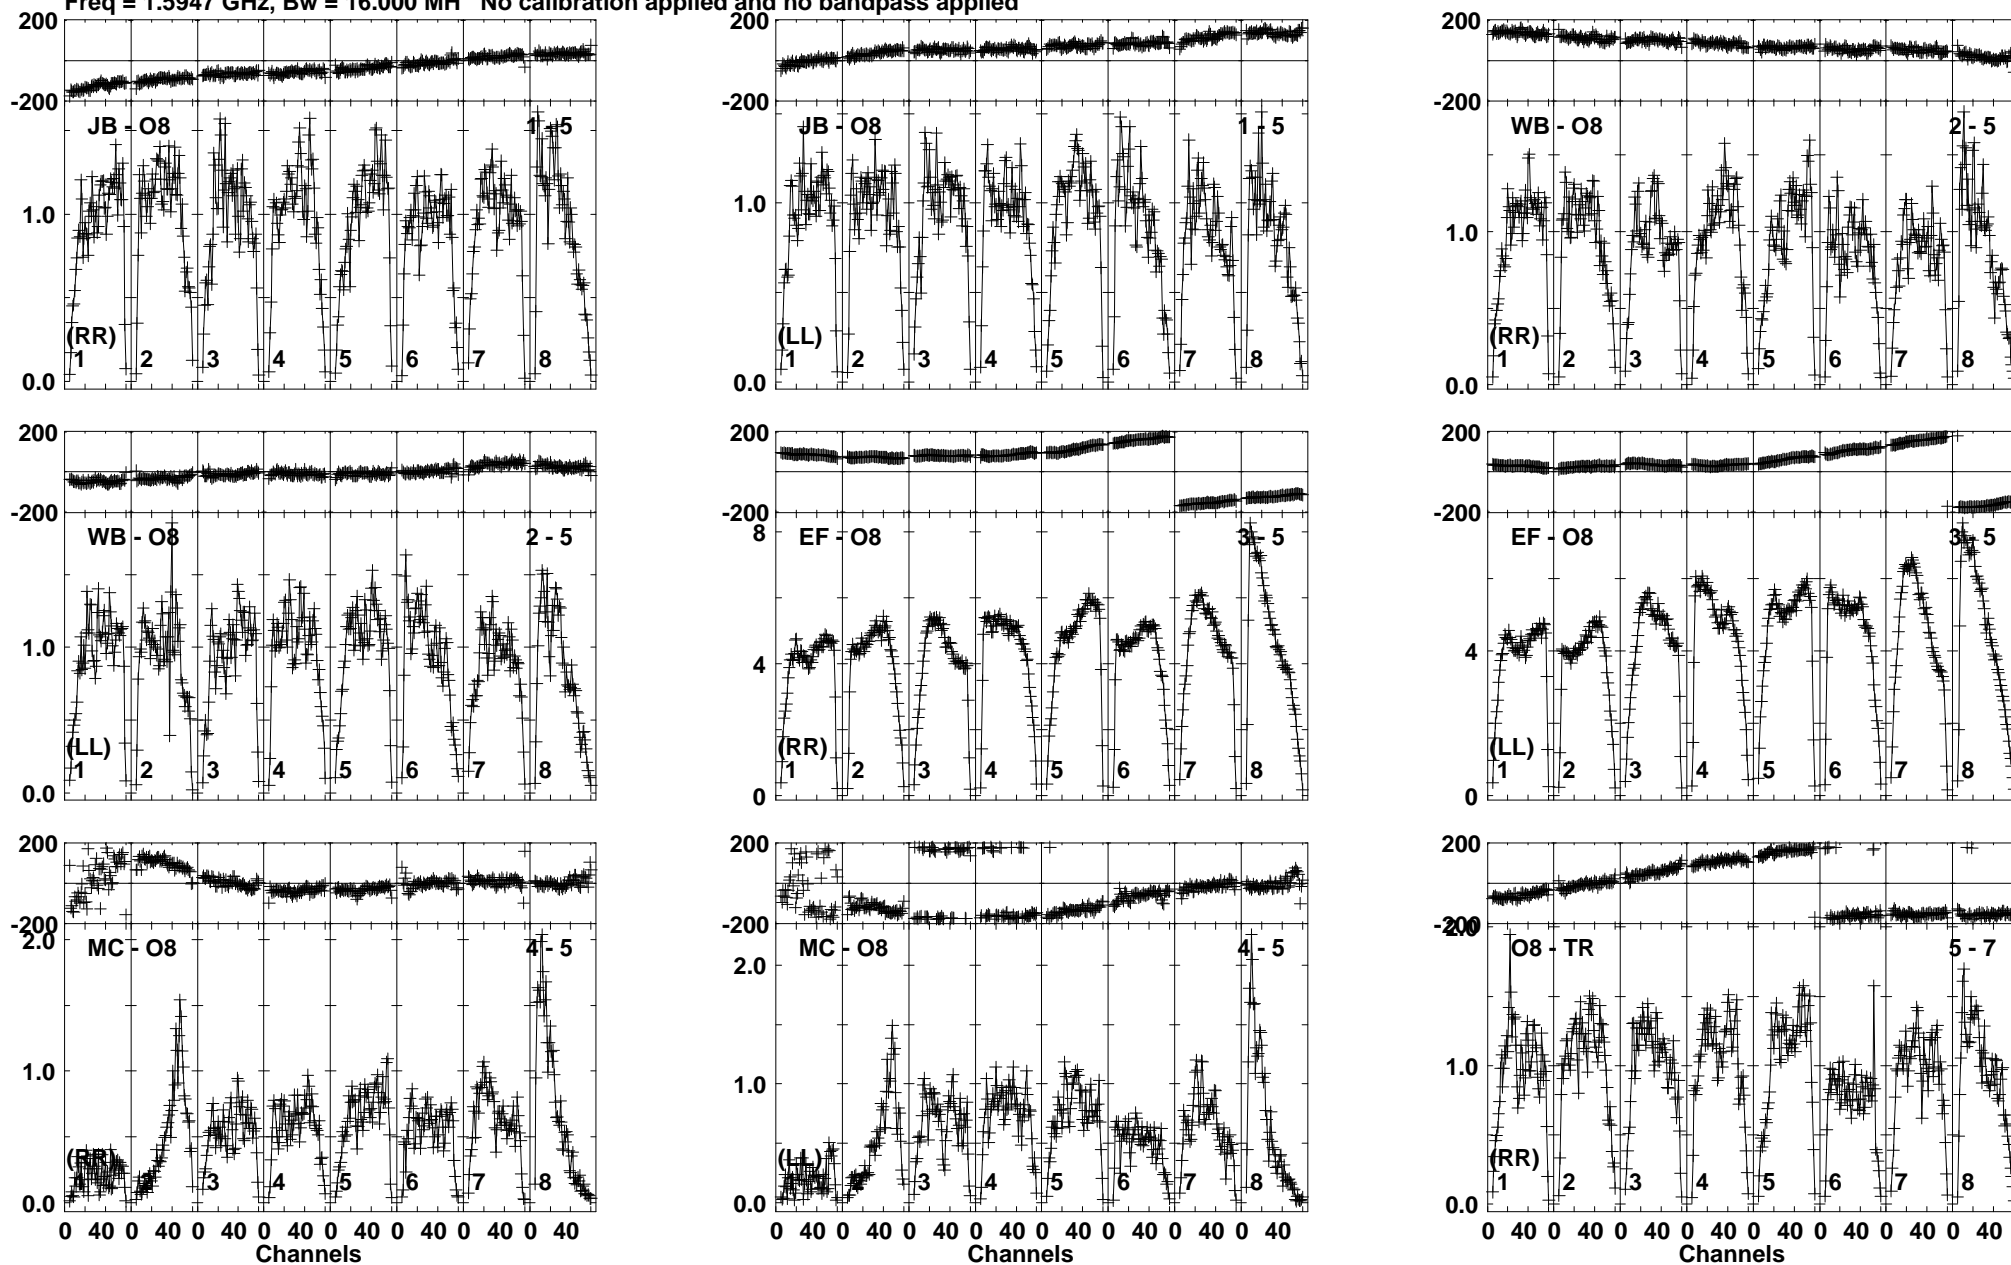 Freq = 1.5947 GHz, Bw = 16.000 MH No calibration applied and no bandpass applied
200 200 200
-200 -200 -200
JB - O8 1 - 5 JB - O8 1 - 5 WB - O8 2 - 5
1.0 1.0 1.0
(RR) (LL) (RR)
1 2 3 4 5 6 7 8 1 2 3 4 5 6 7 8 1 2 3 4 5 6 7 8
0.0 0.0 0.0
200 200 200
-200 -200 -200
WB - O8 2 - 5 EF - O8 3 - 5 EF - O8 3 - 5
8
1.0 4 4
(LL) (RR) (LL)
1 2 3 4 5 6 7 8 1 2 3 4 5 6 7 8 1 2 3 4 5 6 7 8
0.0 0 0
200 200 200
-200 -200 -200
2.0 2.0 2.0
MC - O8 4 - 5 MC - O8 4 - 5 O8 - TR 5 - 7
1.0 1.0 1.0
(RR) (LL) (RR)
1 2 3 4 5 6 7 8 1 2 3 4 5 6 7 8 1 2 3 4 5 6 7 8
0.0 0.0 0.0
0 40 0 40 0 40 0 40 0 40 0 40 0 40 0 40 0 40 0 40 0 40 0 40 0 40 0 40 0 40 0 40 0 40 0 40 0 40 0 40 0 40 0 40 0 40 0 40
Channels Channels Channels